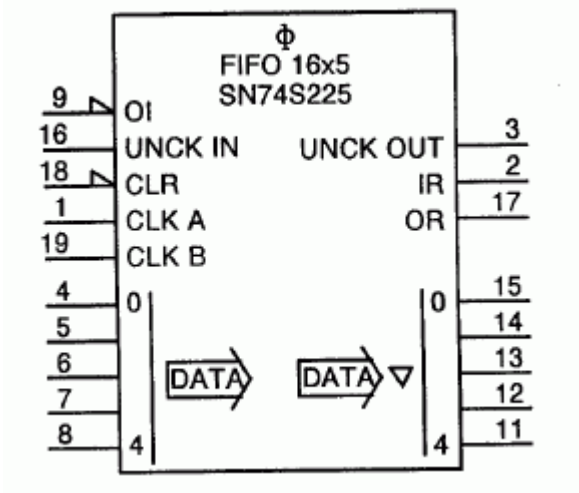 Φ
FIFO 16x5
SN74S225
9 OI
16 UNCK IN UNCK OUT 3
18 CLR IR 2
1 CLK A OR 17
19 CLK B
4 0 0 15
5 14
6 DATA DATA 13
7 12
8 4 4 11